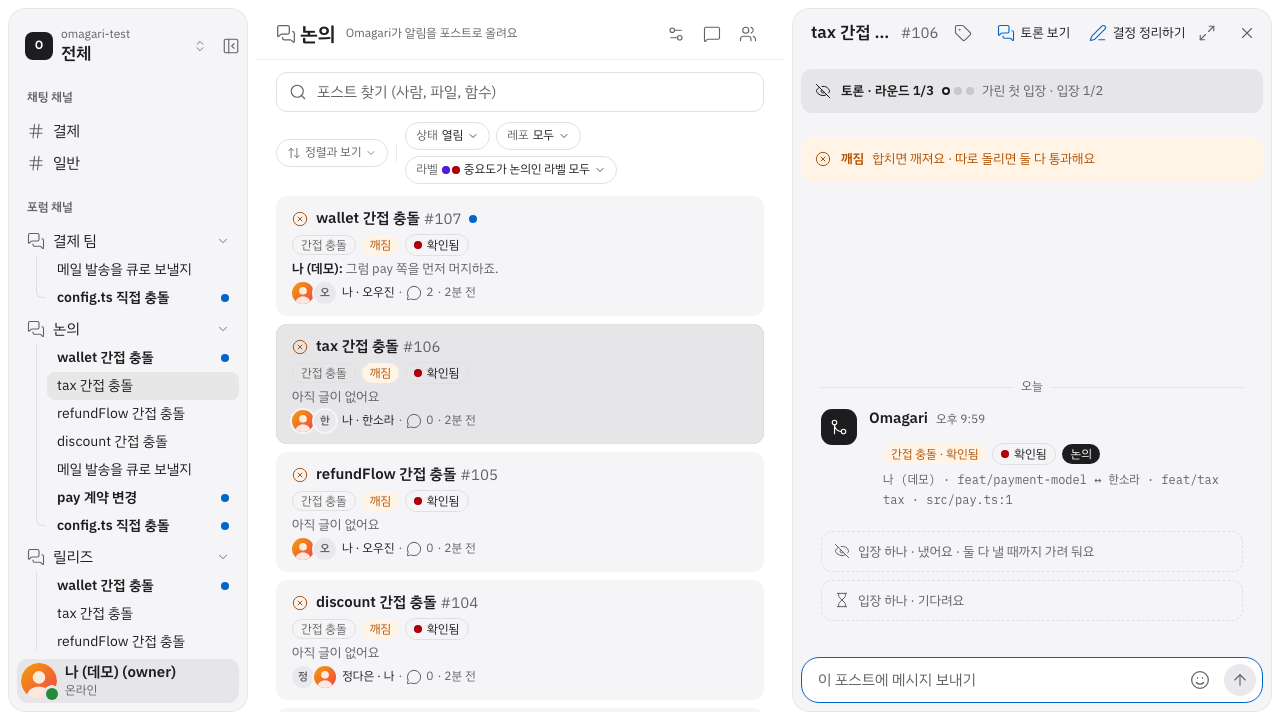 O
omagari-test
전체
채팅 채널
결제
일반
포럼 채널
결제 팀
메일 발송을 큐로 보낼지
config.ts 직접 충돌
논의
wallet 간접 충돌
tax 간접 충돌
refundFlow 간접 충돌
discount 간접 충돌
메일 발송을 큐로 보낼지
pay 계약 변경
config.ts 직접 충돌
릴리즈
wallet 간접 충돌
tax 간접 충돌
refundFlow 간접 충돌
나 (데모) (owner)
온라인
논의 Omagari가 알림을 포스트로 올려요
포스트 찾기 (사람, 파일, 함수)
정렬과 보기
상태 열림
레포 모두
라벨 중요도가 논의인 라벨 모두
wallet 간접 충돌 #107
간접 충돌 깨짐 확인됨
나 (데모): 그럼 pay 쪽을 먼저 머지하죠.
오 나 · 오우진 · 2 · 2분 전
tax 간접 충돌 #106
간접 충돌 깨짐 확인됨
아직 글이 없어요
한 나 · 한소라 · 0 · 2분 전
refundFlow 간접 충돌 #105
간접 충돌 깨짐 확인됨
아직 글이 없어요
오 나 · 오우진 · 0 · 2분 전
discount 간접 충돌 #104
간접 충돌 깨짐 확인됨
아직 글이 없어요
정 정다은 · 나 · 0 · 2분 전
tax 간접 ... #106 토론 보기 결정 정리하기
토론 · 라운드 1/3 가린 첫 입장 · 입장 1/2
깨짐 합치면 깨져요 · 따로 돌리면 둘 다 통과해요
오늘
Omagari 오후 9:59
간접 충돌 · 확인됨 확인됨 논의
나 (데모) · feat/payment-model ↔ 한소라 · feat/tax
tax · src/pay.ts:1
입장 하나 · 냈어요 · 둘 다 낼 때까지 가려 둬요
입장 하나 · 기다려요
이 포스트에 메시지 보내기